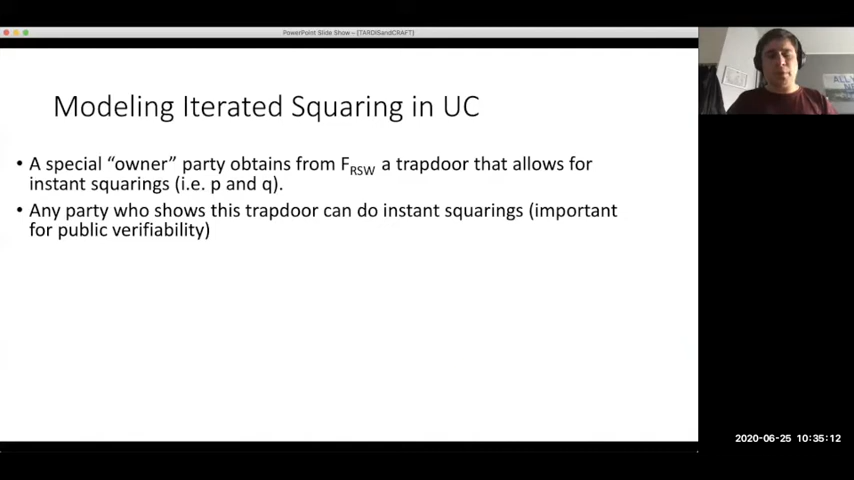 PowerPoint Slide Show - [TARDISandCRAFT]
Modeling Iterated Squaring in UC
• A special “owner” party obtains from FRSW a trapdoor that allows for
instant squarings (i.e. p and q).
• Any party who shows this trapdoor can do instant squarings (important
for public verifiability)
2020-06-25 10:35:12